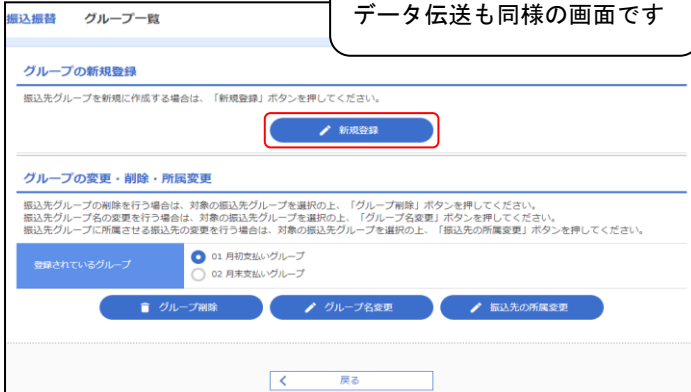 データ伝送も同様の画面です
振込振替 グループ一覧
グループの新規登録
振込先グループを新規に作成する場合は、「新規登録」ボタンを押してください。
新規登録
グループの変更・削除・所属変更
振込先グループの削除を行う場合は、対象の振込先グループを選択の上、「グループ削除」ボタンを押してください。
振込先グループ名の変更を行う場合は、対象の振込先グループを選択の上、「グループ名変更」ボタンを押してください。
振込先グループに所属させる振込先の変更を行う場合は、対象の振込先グループを選択の上、「振込先の所属変更」ボタンを押してください。
登録されているグループ
01 月初支払いグループ
02 月末支払いグループ
グループ削除 グループ名変更 振込先の所属変更
戻る